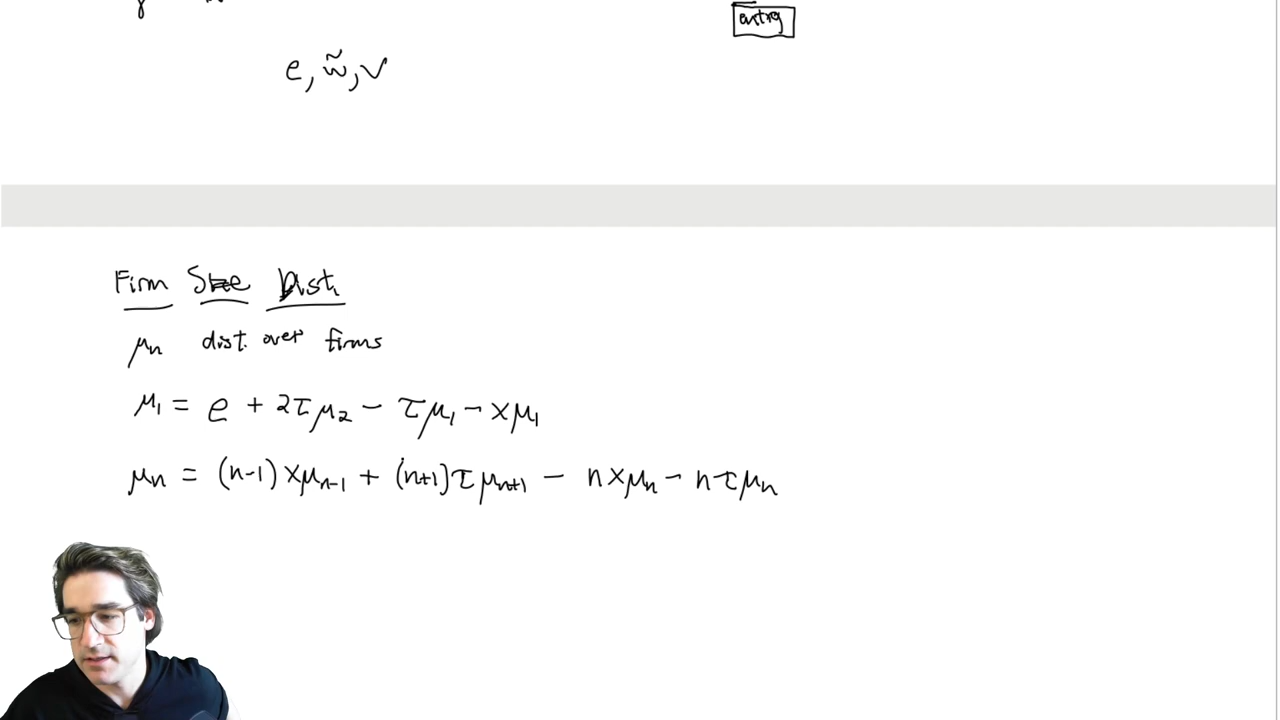 entry
e, w̃, v
Firm Size Dist.
μₙ dist. over firms
μ₁ = e + 2τμ₂ − τμ₁ − xμ₁
μₙ = (n-1) xμₙ₋₁ + (n+1)τμₙ₊₁ − nxμₙ − nτμₙ